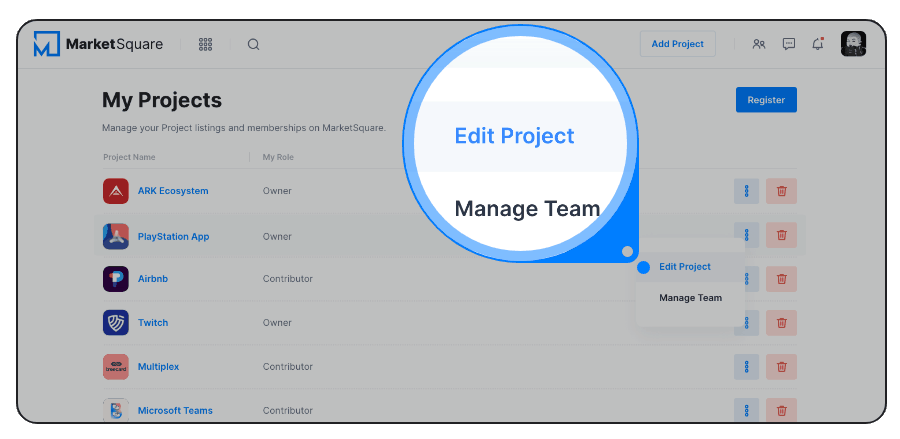 MarketSquare
Add Project
My Projects
Register
Manage your Project listings and memberships on MarketSquare.
Project Name
My Role
ARK Ecosystem
Owner
PlayStation App
Owner
Airbnb
Contributor
Twitch
Owner
Multiplex
Contributor
Microsoft Teams
Contributor
Edit Project
Manage Team
Edit Project
Manage Team